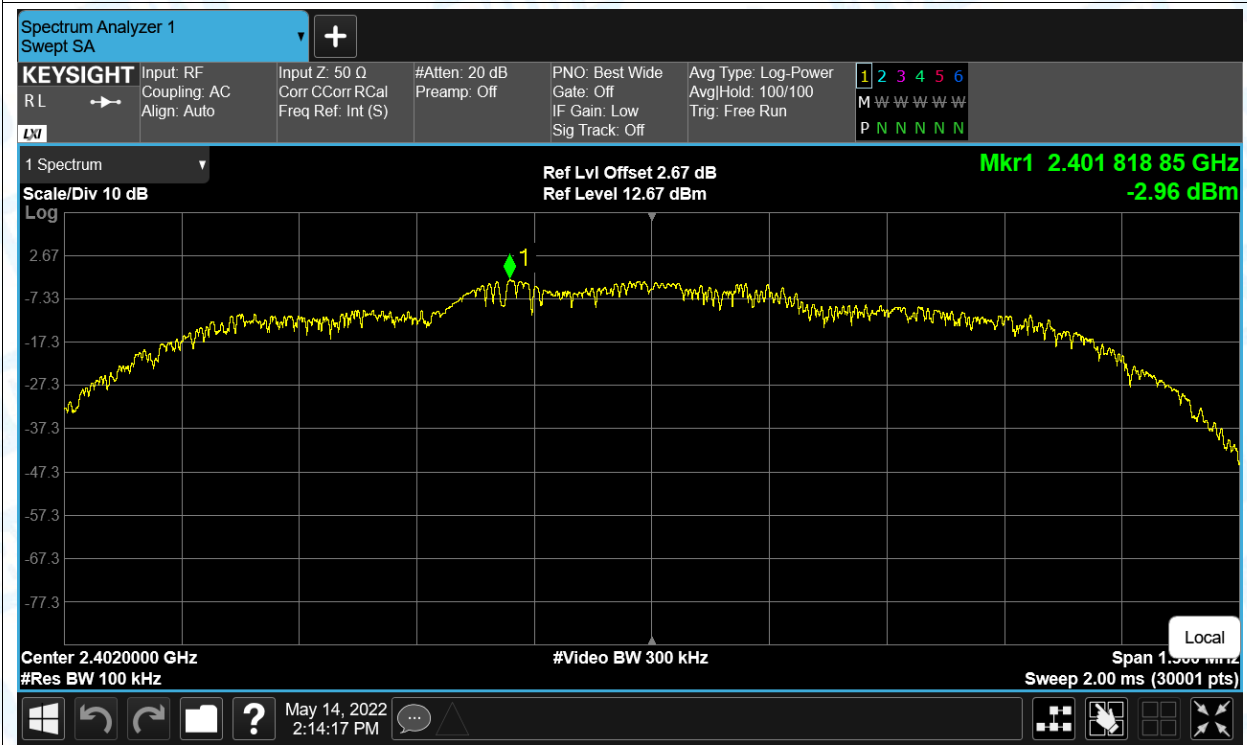 Spectrum Analyzer 1
Swept SA
+
KEYSIGHT
R L
LXI
Input: RF
Coupling: AC
Align: Auto
Input Z: 50 Ω
Corr CCorr RCal
Freq Ref: Int (S)
#Atten: 20 dB
Preamp: Off
PNO: Best Wide
Gate: Off
IF Gain: Low
Sig Track: Off
Avg Type: Log-Power
Avg|Hold: 100/100
Trig: Free Run
1 2 3 4 5 6
M W W W W W
P N N N N N
1 Spectrum
Scale/Div 10 dB
Log
Ref Lvl Offset 2.67 dB
Ref Level 12.67 dBm
Mkr1 2.401 818 85 GHz
-2.96 dBm
1
2.67
-7.33
-17.3
-27.3
-37.3
-47.3
-57.3
-67.3
-77.3
Local
Center 2.4020000 GHz
#Video BW 300 kHz
Span 1.500 MHz
#Res BW 100 kHz
Sweep 2.00 ms (30001 pts)
?
May 14, 2022
2:14:17 PM